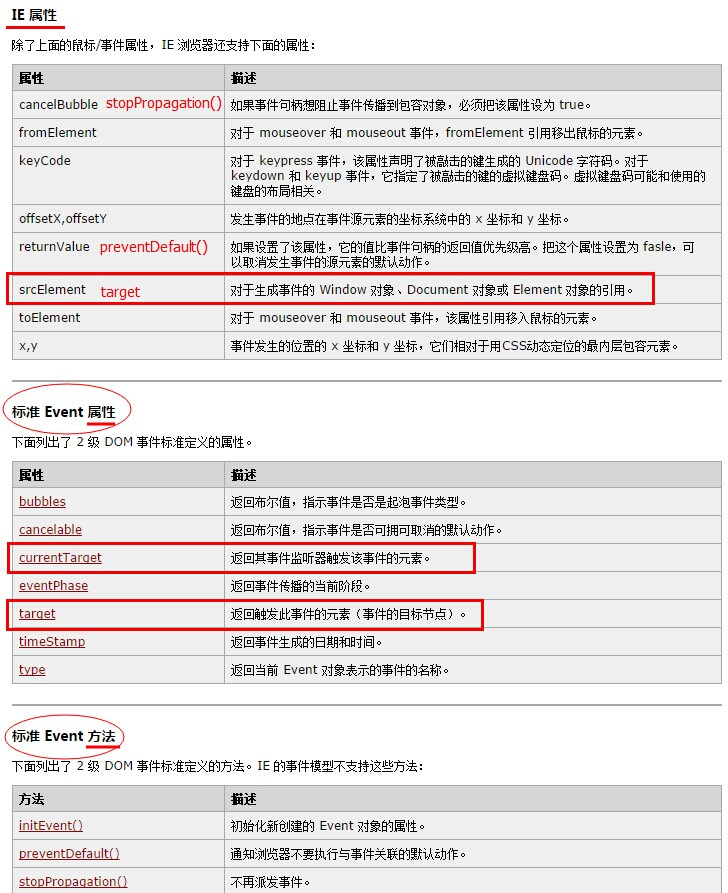 IE 属性
除了上面的鼠标/事件属性，IE 浏览器还支持下面的属性：
属性 描述
cancelBubble stopPropagation() 如果事件句柄想阻止事件传播到包容对象，必须把该属性设为 true。
fromElement 对于 mouseover 和 mouseout 事件，fromElement 引用移出鼠标的元素。
keyCode 对于 keypress 事件，该属性声明了被敲击的键生成的 Unicode 字符码。对于
keydown 和 keyup 事件，它指定了被敲击的键的虚拟键盘码。虚拟键盘码可能和使用的
键盘的布局相关。
offsetX,offsetY 发生事件的地点在事件源元素的坐标系统中的 x 坐标和 y 坐标。
returnValue preventDefault() 如果设置了该属性，它的值比事件句柄的返回值优先级高。把这个属性设置为 fasle，可
以取消发生事件的源元素的默认动作。
srcElement target 对于生成事件的 Window 对象、Document 对象或 Element 对象的引用。
toElement 对于 mouseover 和 mouseout 事件，该属性引用移入鼠标的元素。
x,y 事件发生的位置的 x 坐标和 y 坐标，它们相对于用CSS动态定位的最内层包容元素。
标准 Event 属性
下面列出了 2 级 DOM 事件标准定义的属性。
属性 描述
bubbles 返回布尔值，指示事件是否是起泡事件类型。
cancelable 返回布尔值，指示事件是否可拥可取消的默认动作。
currentTarget 返回其事件监听器触发该事件的元素。
eventPhase 返回事件传播的当前阶段。
target 返回触发此事件的元素（事件的目标节点）。
timeStamp 返回事件生成的日期和时间。
type 返回当前 Event 对象表示的事件的名称。
标准 Event 方法
下面列出了 2 级 DOM 事件标准定义的方法。IE 的事件模型不支持这些方法：
方法 描述
initEvent() 初始化新创建的 Event 对象的属性。
preventDefault() 通知浏览器不要执行与事件关联的默认动作。
stopPropagation() 不再派发事件。